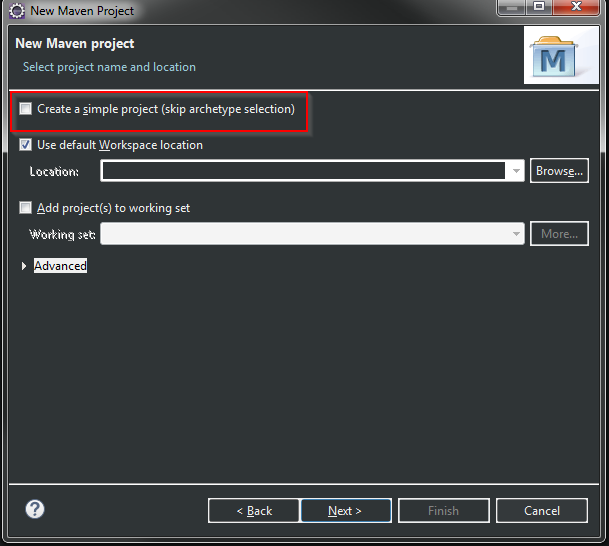 New Maven Project
New Maven project
Select project name and location
M
Create a simple project (skip archetype selection)
Use default Workspace location
Location:
Browse...
Add project(s) to working set
Working set:
More...
Advanced
?
< Back
Next >
Finish
Cancel